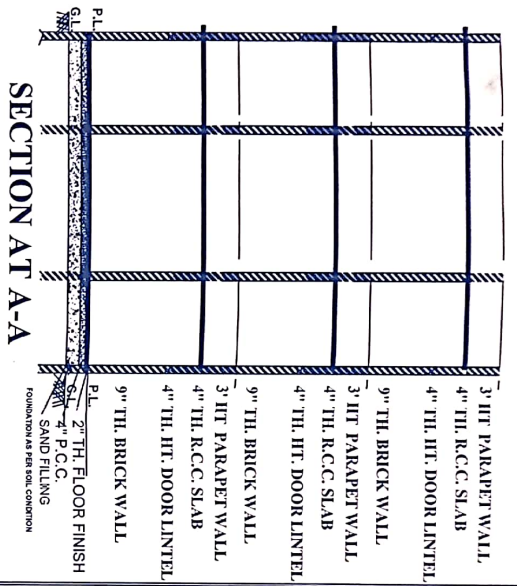 3' HT PARAPET WALL
4" TH. R.C.C. SLAB
4" TH. HT. DOOR LINTEL
9" TH. BRICK WALL
3' HT PARAPET WALL
4" TH. R.C.C. SLAB
4" TH. HT. DOOR LINTEL
9" TH. BRICK WALL
3' HT PARAPET WALL
4" TH. R.C.C. SLAB
4" TH. HT. DOOR LINTEL
9" TH. BRICK WALL
P.L.
P.L.
G.L.
G.L.
2" TH. FLOOR FINISH
4" P.C.C.
SAND FILLING
FOUNDATION AS PER SOIL CONDITION
SECTION AT A-A